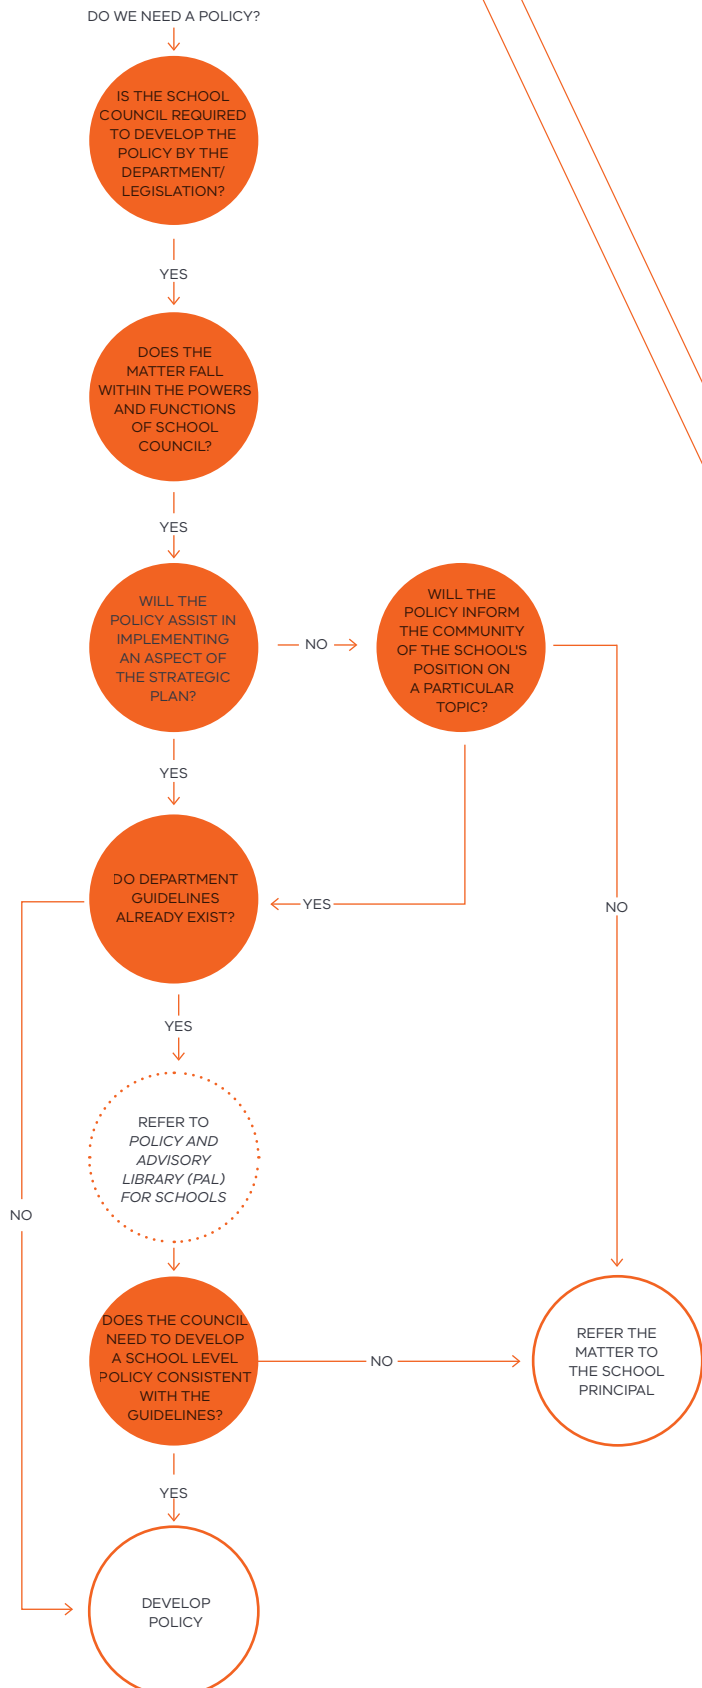 DO WE NEED A POLICY?
IS THE SCHOOL
COUNCIL REQUIRED
TO DEVELOP THE
POLICY BY THE
DEPARTMENT/
LEGISLATION?
YES
DOES THE
MATTER FALL
WITHIN THE POWERS
AND FUNCTIONS
OF SCHOOL
COUNCIL?
YES
WILL THE
POLICY ASSIST IN
IMPLEMENTING
AN ASPECT OF
THE STRATEGIC
PLAN?
NO
WILL THE
POLICY INFORM
THE COMMUNITY
OF THE SCHOOL'S
POSITION ON
A PARTICULAR
TOPIC?
YES
DO DEPARTMENT
GUIDELINES
ALREADY EXIST?
YES
NO
YES
REFER TO
POLICY AND
ADVISORY
LIBRARY (PAL)
FOR SCHOOLS
NO
DOES THE COUNCIL
NEED TO DEVELOP
A SCHOOL LEVEL
POLICY CONSISTENT
WITH THE
GUIDELINES?
NO
REFER THE
MATTER TO
THE SCHOOL
PRINCIPAL
YES
DEVELOP
POLICY